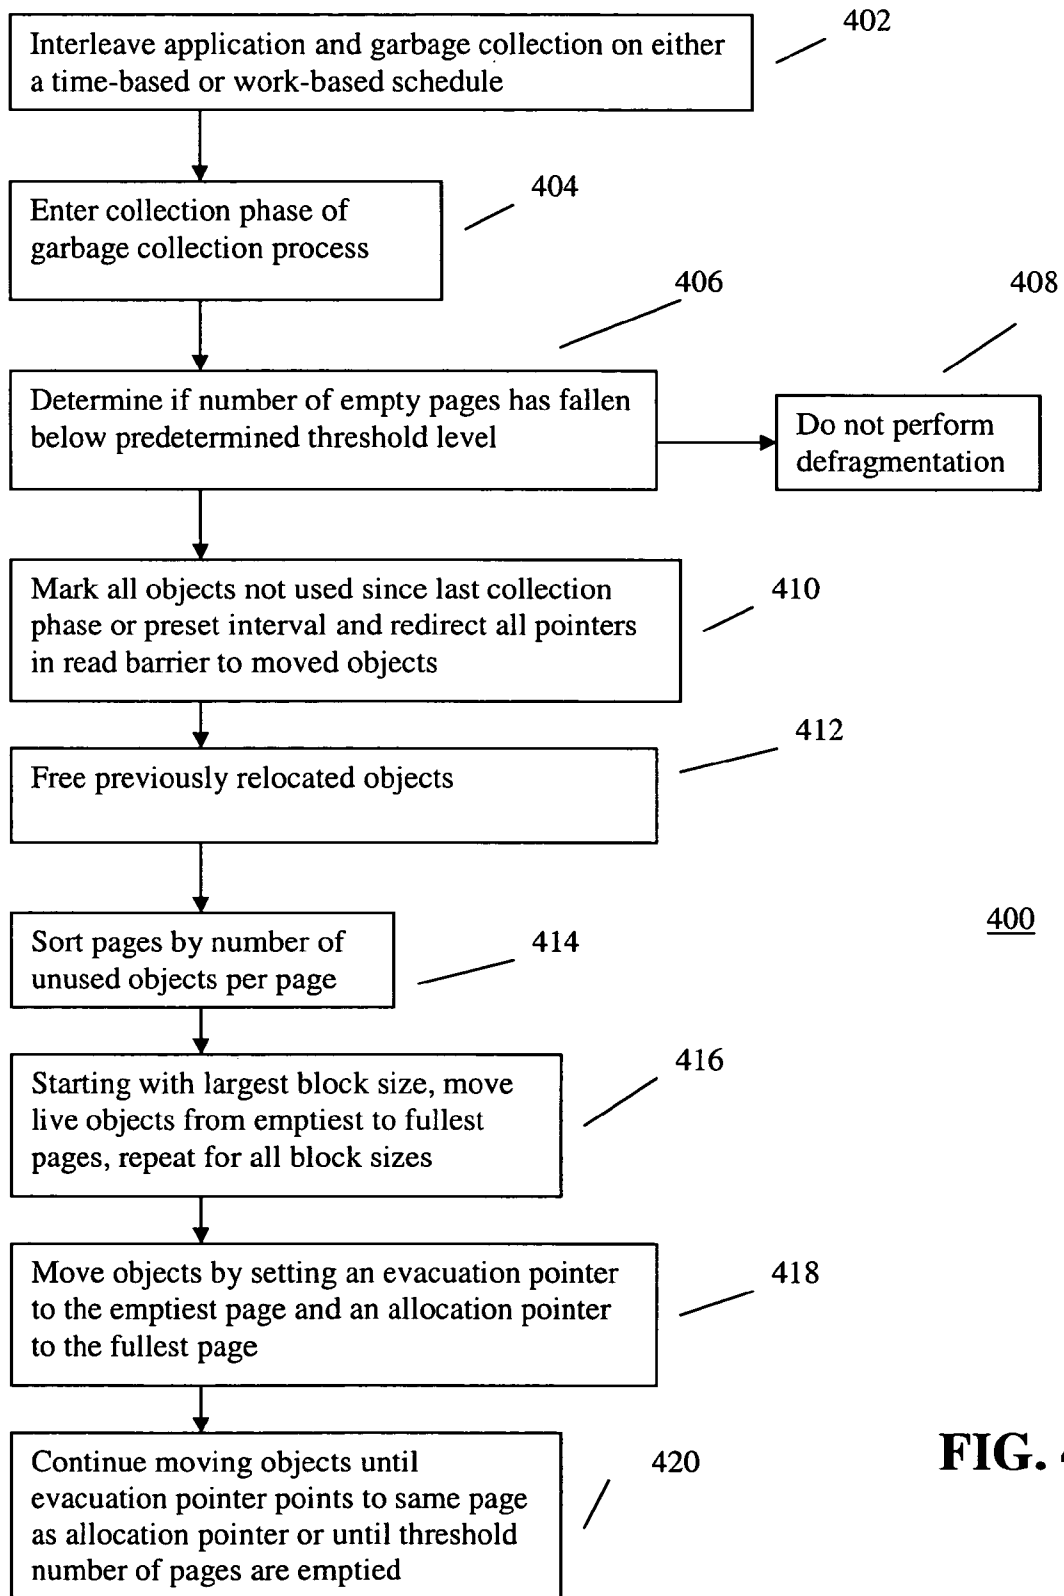 Interleave application and garbage collection on either
a time-based or work-based schedule
402
Enter collection phase of
garbage collection process
404
406
408
Determine if number of empty pages has fallen
below predetermined threshold level
Do not perform
defragmentation
Mark all objects not used since last collection
phase or preset interval and redirect all pointers
in read barrier to moved objects
410
412
Free previously relocated objects
400
Sort pages by number of
unused objects per page
414
Starting with largest block size, move
live objects from emptiest to fullest
pages, repeat for all block sizes
416
Move objects by setting an evacuation pointer
to the emptiest page and an allocation pointer
to the fullest page
418
Continue moving objects until
evacuation pointer points to same page
as allocation pointer or until threshold
number of pages are emptied
420
FIG.